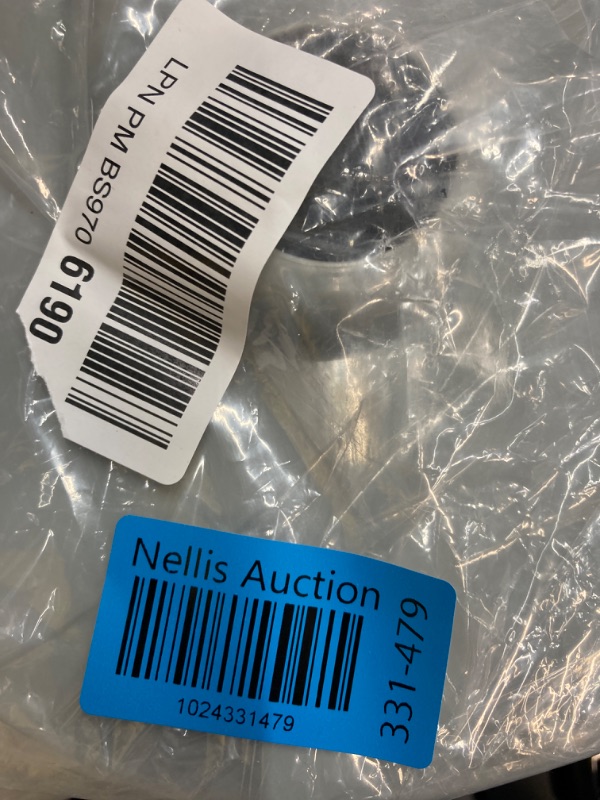 LPN PM BS970 6190
Nellis Auction
1024331479
331-479